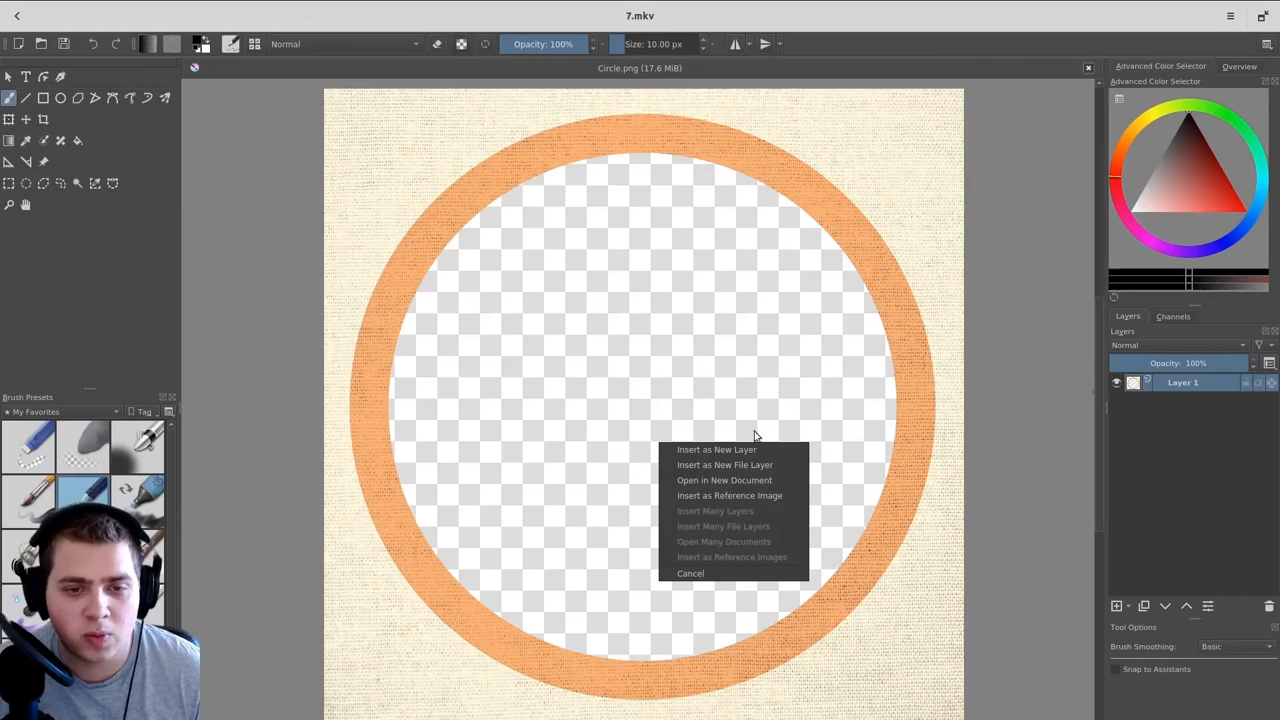 7.mkv
Normal
Opacity: 100%
Size: 10.00 px
Circle.png (17.6 MiB)
Advanced Color Selector
Overview
Advanced Color Selector
Layers
Channels
Layers
Normal
Opacity: 100%
Layer 1
Brush Presets
★ My Favorites
Tag
Insert as New Layer
Insert as New File Layer
Open in New Document
Insert as Reference Image
Insert Many Layers
Insert Many File Layers
Open Many Documents
Insert as Reference Images
Cancel
Tool Options
Brush Smoothing:
Basic
Snap to Assistants